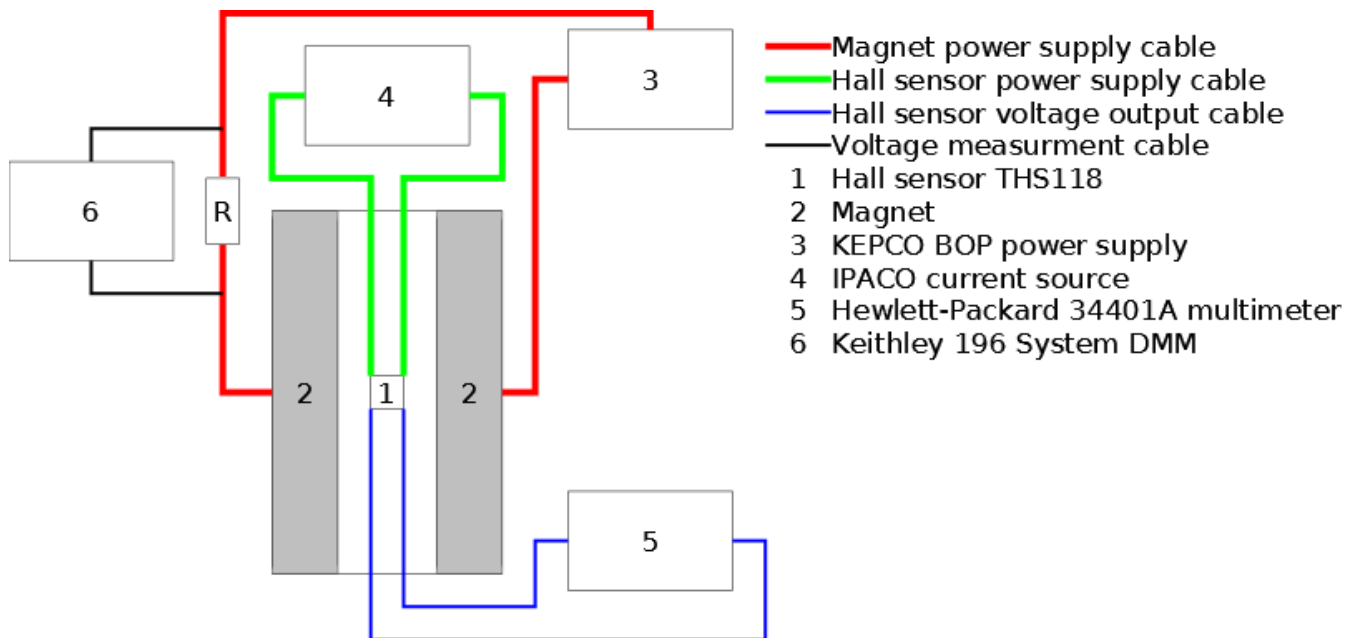 4
3
6
R
2
1
2
5
Magnet power supply cable
Hall sensor power supply cable
Hall sensor voltage output cable
Voltage measurment cable
1 Hall sensor THS118
2 Magnet
3 KEPCO BOP power supply
4 IPACO current source
5 Hewlett-Packard 34401A multimeter
6 Keithley 196 System DMM